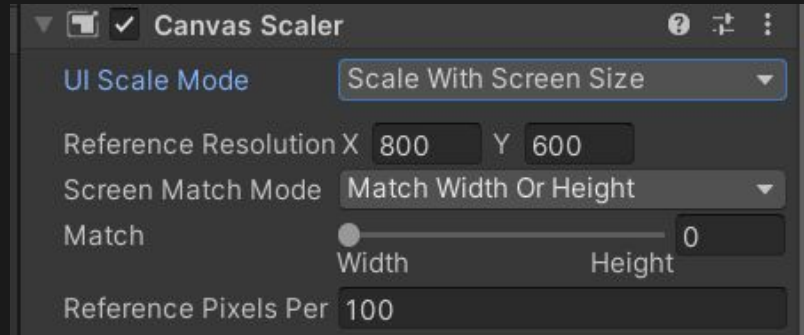 Canvas Scaler
UI Scale Mode Scale With Screen Size
Reference Resolution X 800 Y 600
Screen Match Mode Match Width Or Height
Match 0
Width Height
Reference Pixels Per 100